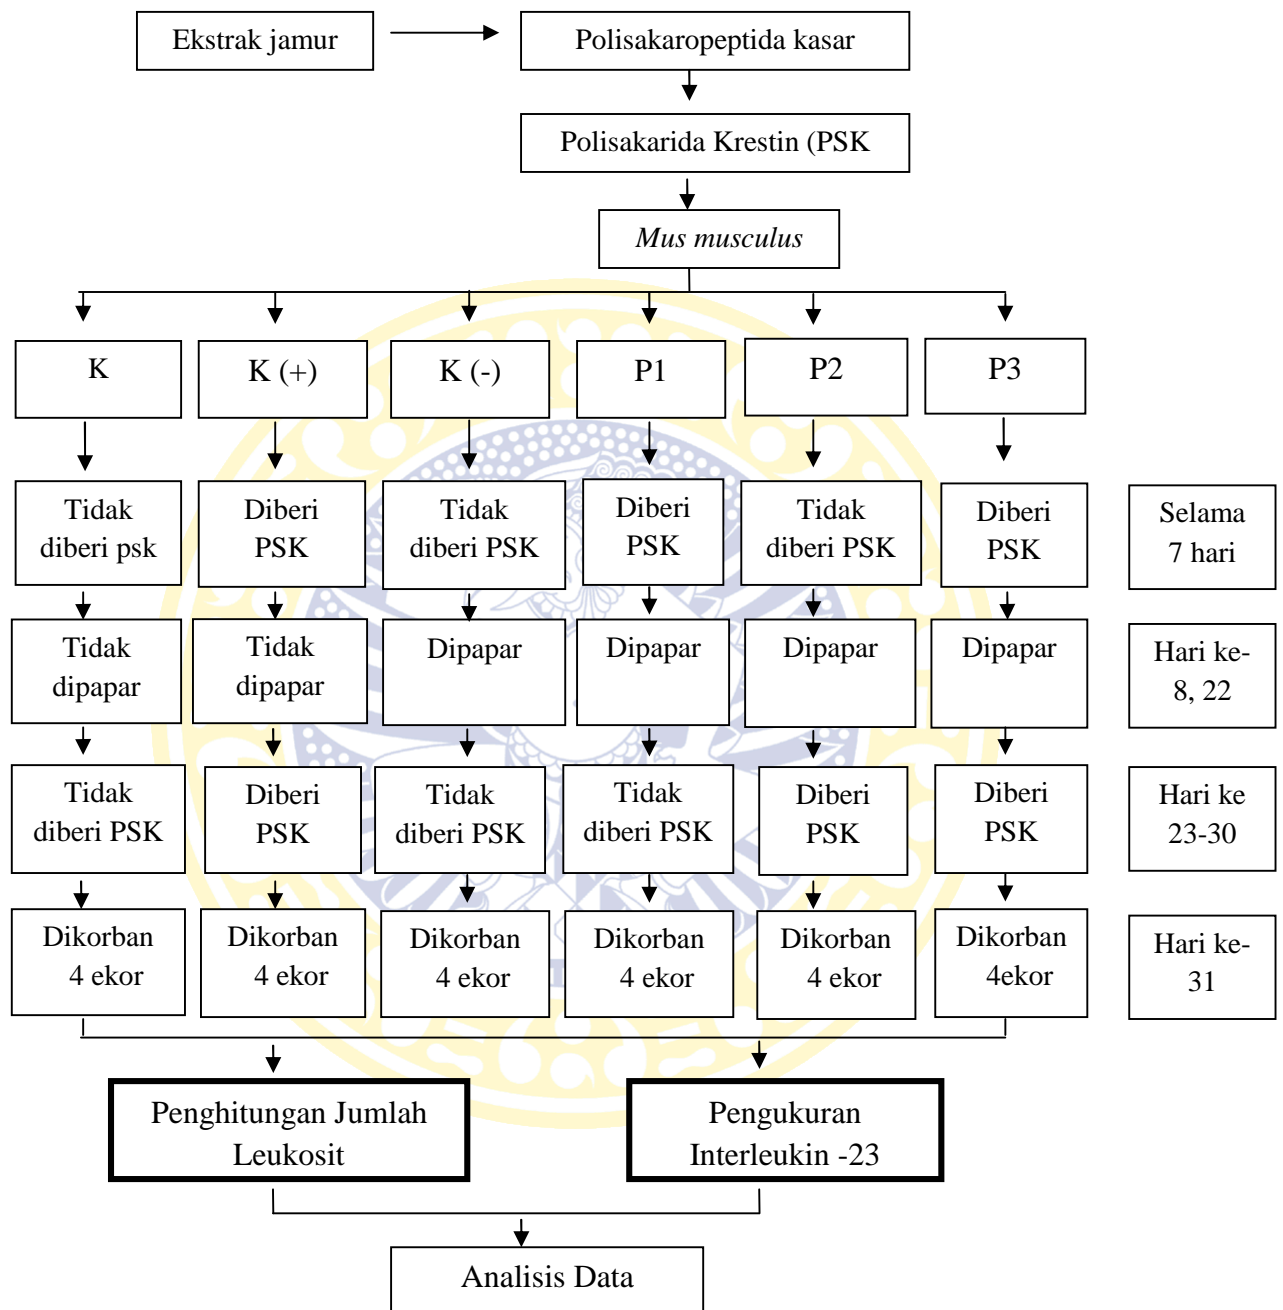 Ekstrak jamur
Polisakaropeptida kasar
Polisakarida Krestin (PSK
Mus musculus
K
K (+)
K (-)
P1
P2
P3
Tidak
diberi psk
Diberi
PSK
Tidak
diberi PSK
Diberi
PSK
Tidak
diberi PSK
Diberi
PSK
Selama
7 hari
Tidak
dipapar
Tidak
dipapar
Dipapar
Dipapar
Dipapar
Dipapar
Hari ke-
8, 22
Tidak
diberi PSK
Diberi
PSK
Tidak
diberi PSK
Tidak
diberi PSK
Diberi
PSK
Diberi
PSK
Hari ke
23-30
Dikorban
4 ekor
Dikorban
4 ekor
Dikorban
4 ekor
Dikorban
4 ekor
Dikorban
4 ekor
Dikorban
4ekor
Hari ke-
31
Penghitungan Jumlah
Leukosit
Pengukuran
Interleukin -23
Analisis Data